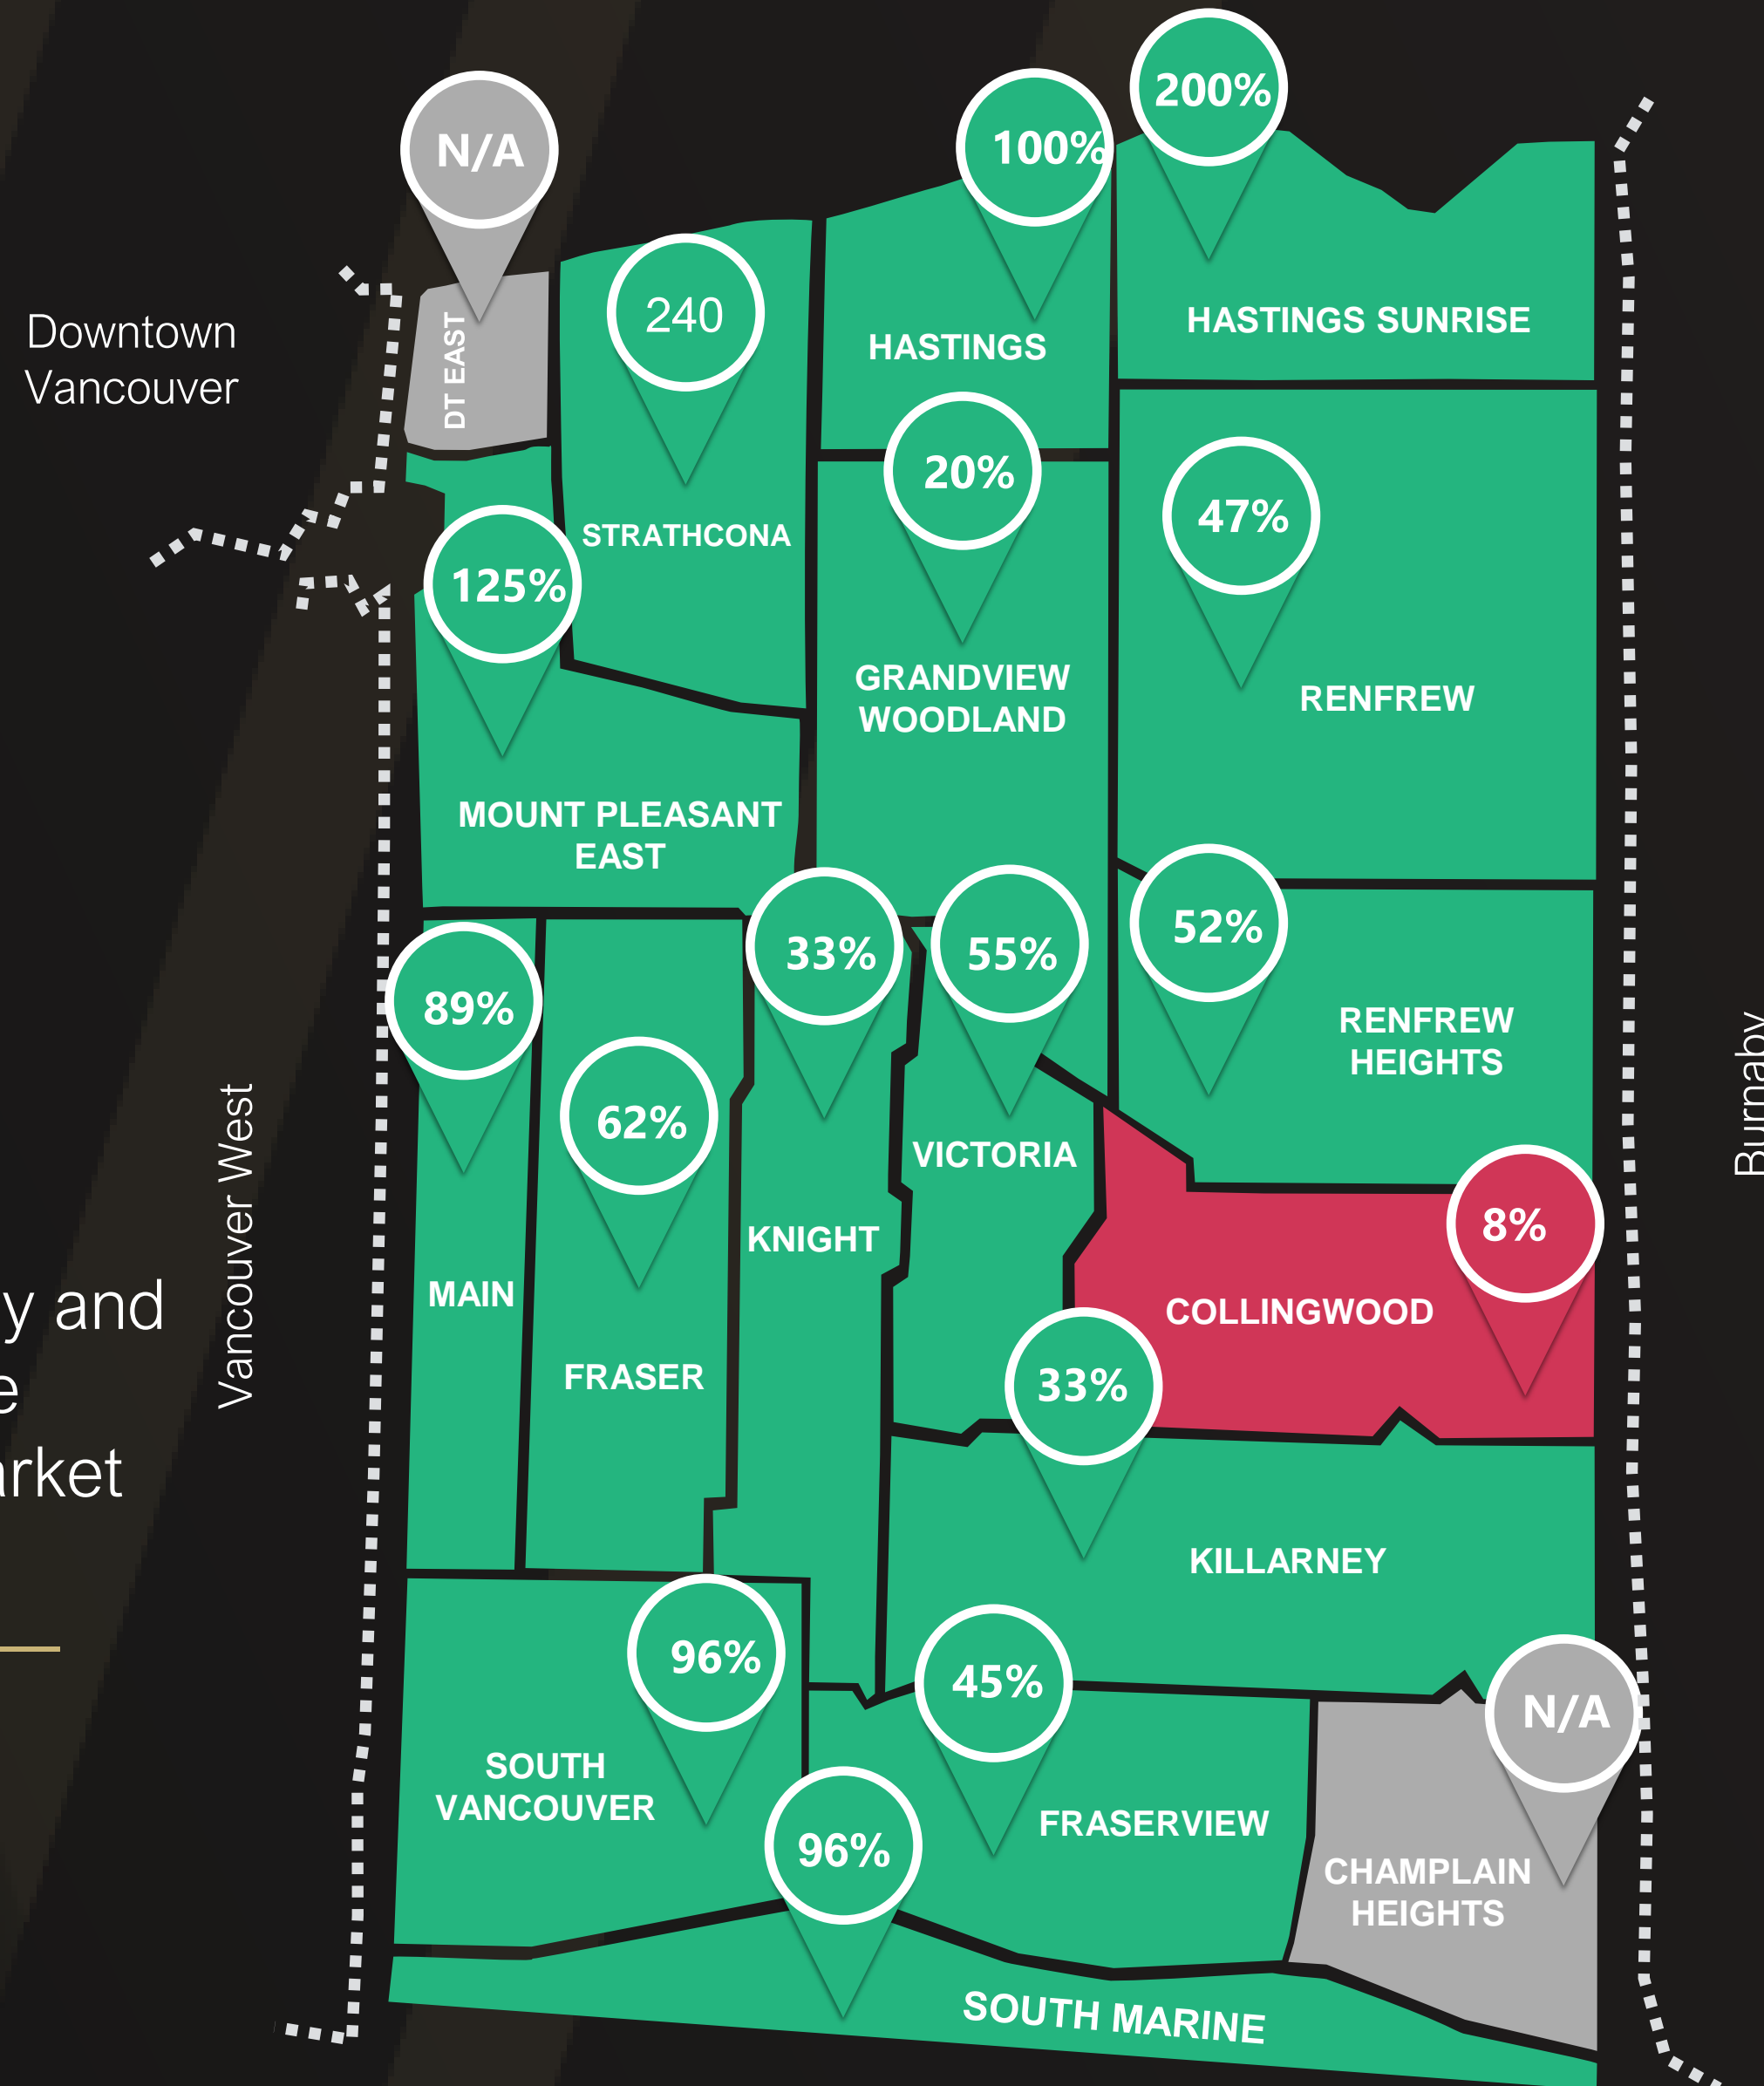 200%
100%
N/A
240
Downtown
Vancouver
DT EAST
HASTINGS
HASTINGS SUNRISE
20%
47%
STRATHCONA
125%
GRANDVIEW
WOODLAND
RENFREW
MOUNT PLEASANT
EAST
33%
55%
52%
89%
RENFREW
HEIGHTS
Burnaby
62%
VICTORIA
Vancouver West
KNIGHT
8%
MAIN
COLLINGWOOD
y and
FRASER
33%
e
arket
KILLARNEY
96%
45%
N/A
SOUTH
VANCOUVER
FRASERVIEW
96%
CHAMPLAIN
HEIGHTS
SOUTH MARINE